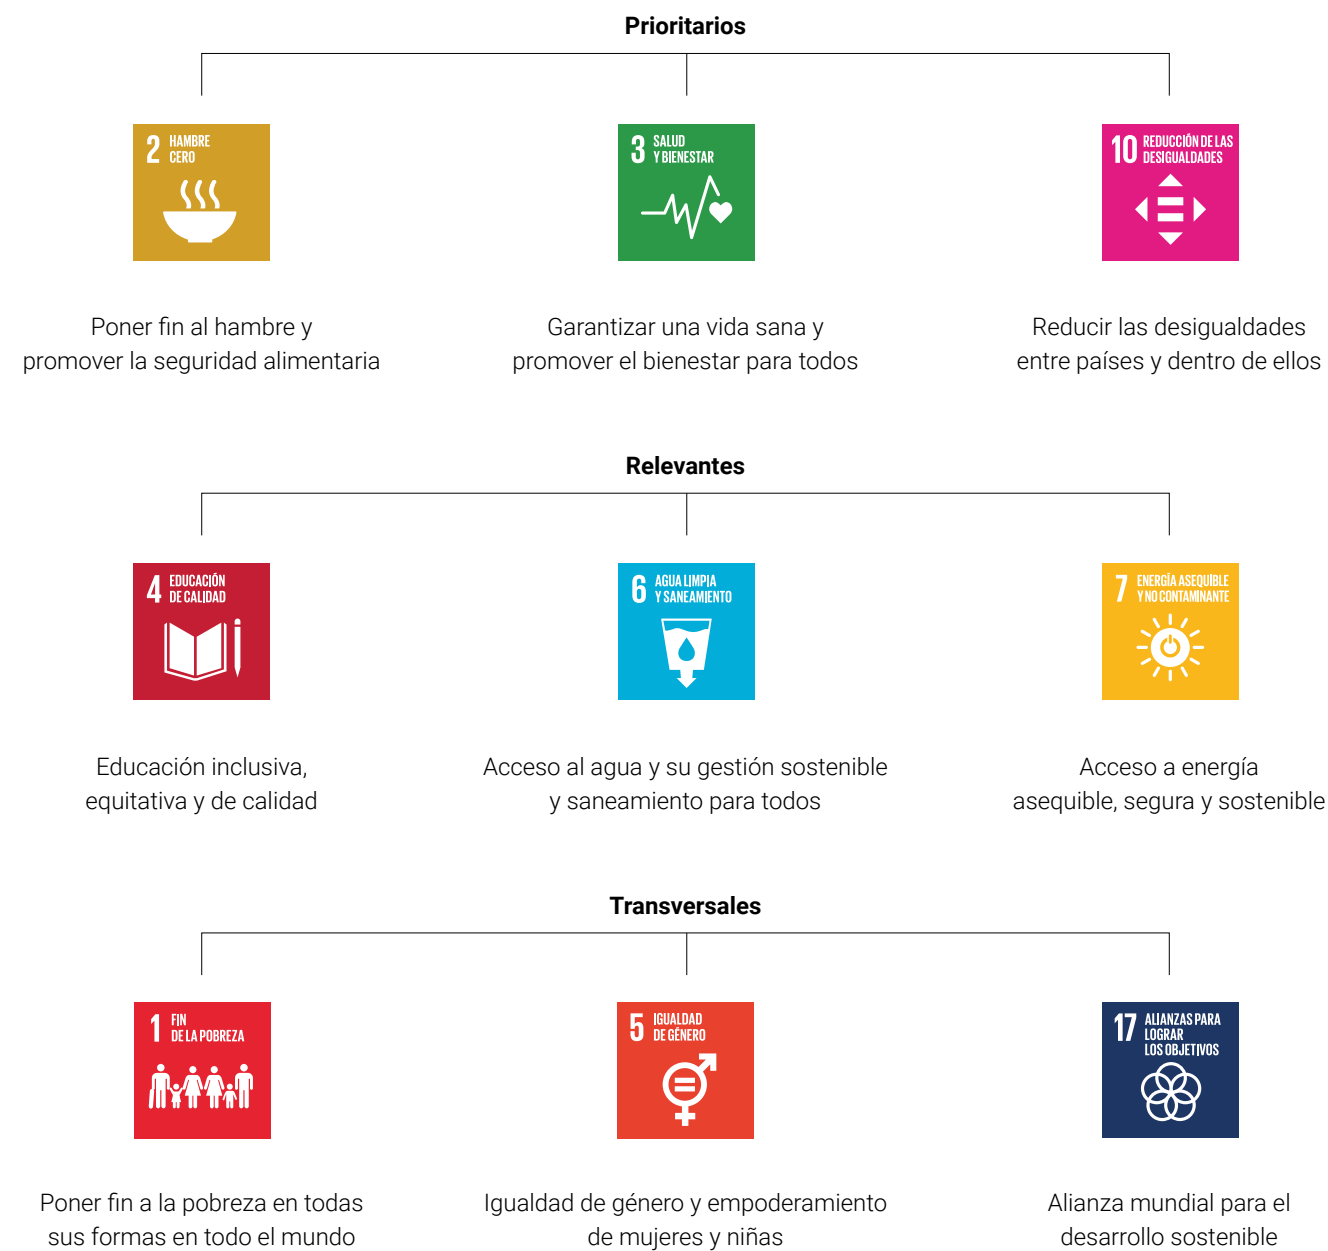 Prioritarios
2 HAMBRE
CERO
3 SALUD
Y BIENESTAR
10 REDUCCIÓN DE LAS
DESIGUALDADES
Poner fin al hambre y
promover la seguridad alimentaria
Garantizar una vida sana y
promover el bienestar para todos
Reducir las desigualdades
entre países y dentro de ellos
Relevantes
4 EDUCACIÓN
DE CALIDAD
6 AGUA LIMPIA
Y SANEAMIENTO
7 ENERGÍA ASEQUIBLE
Y NO CONTAMINANTE
Educación inclusiva,
equitativa y de calidad
Acceso al agua y su gestión sostenible
y saneamiento para todos
Acceso a energía
asequible, segura y sostenible
Transversales
1 FIN
DE LA POBREZA
5 IGUALDAD
DE GÉNERO
17 ALIANZAS PARA
LOGRAR
LOS OBJETIVOS
Poner fin a la pobreza en todas
sus formas en todo el mundo
Igualdad de género y empoderamiento
de mujeres y niñas
Alianza mundial para el
desarrollo sostenible